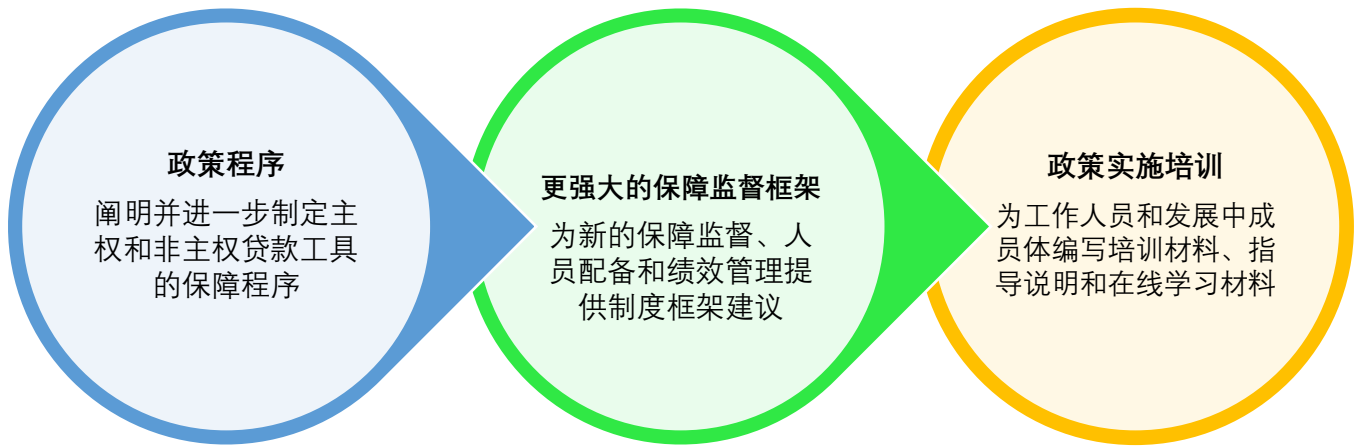 政策程序
阐明并进一步制定主
权和非主权贷款工具
的保障程序
更强大的保障监督框架
为新的保障监督、人
员配备和绩效管理提
供制度框架建议
政策实施培训
为工作人员和发展中成
员体编写培训材料、指
导说明和在线学习材料